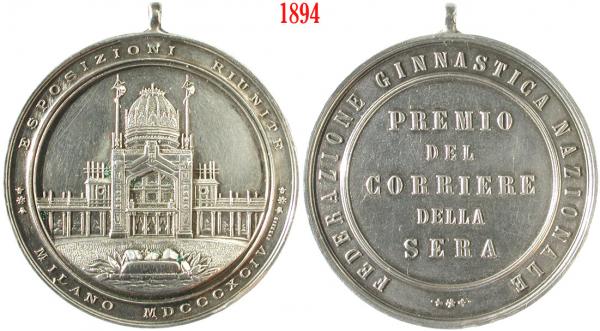 1894
ESPOSIZIONI RIUNITE
MILANO MDCCCXCIV
FEDERAZIONE GINNASTICA NAZIONALE
PREMIO
DEL
CORRIERE
DELLA
SERA